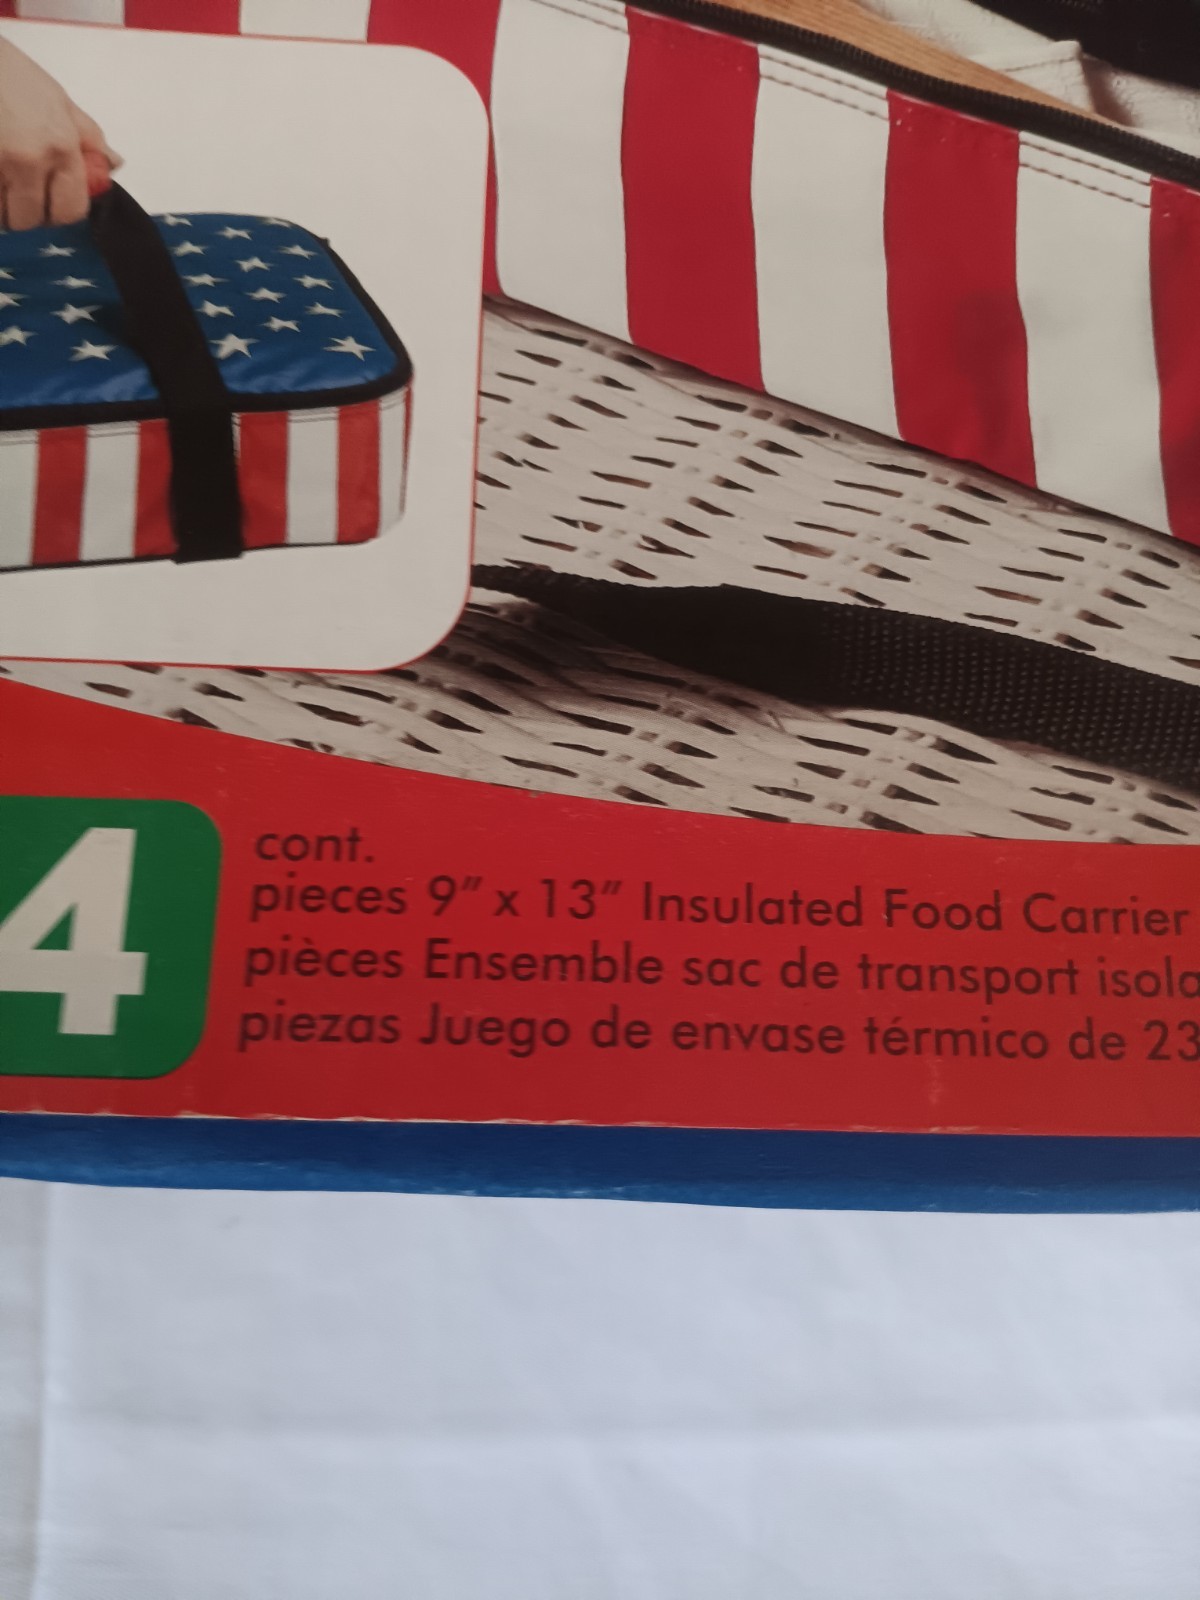 4
cont.
pieces 9" x 13" Insulated Food Carrier
pièces Ensemble sac de transport isola
piezas Juego de envase térmico de 23